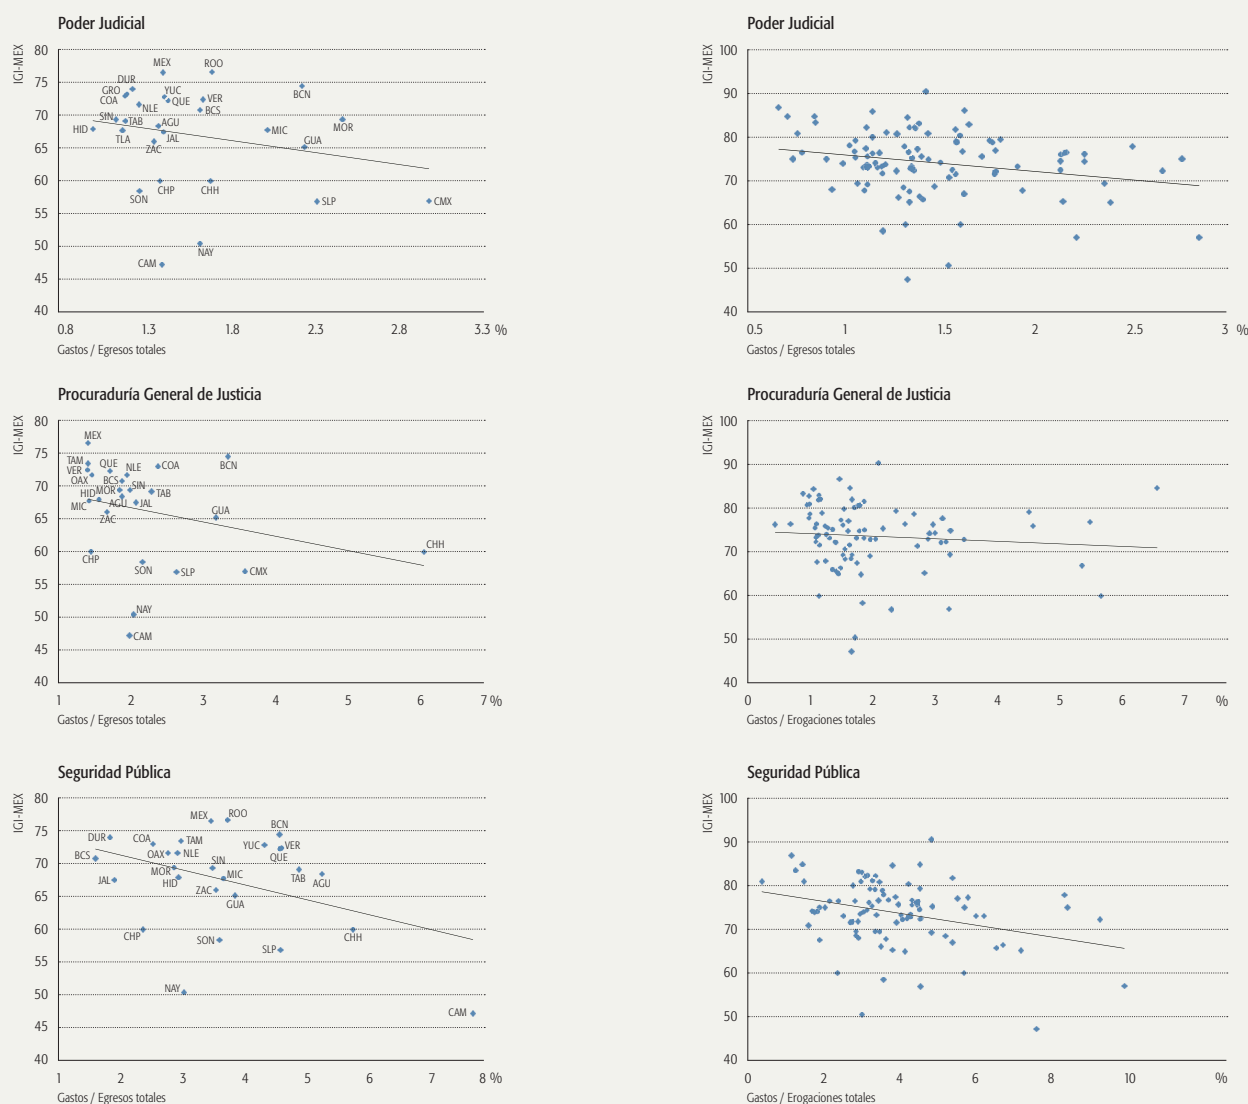 Poder Judicial
IGI-MEX
80
75
70
65
60
55
50
45
40
MEX
ROO
DUR
GRO
COA
YUC
QUE
NLE
VER
BCS
BCN
MOR
SIN
TAB
HID
TLA
AGU
JAL
ZAC
MIC
GUA
CHP
CHH
SON
SLP
CMX
NAY
CAM
0.8 1.3 1.8 2.3 2.8 3.3 %
Gastos / Egresos totales
Poder Judicial
IGI-MEX
100
90
80
70
60
50
40
0.5 1 1.5 2 2.5 3 %
Gastos / Egresos totales
Procuraduría General de Justicia
IGI-MEX
80
75
70
65
60
55
50
45
40
MEX
TAM
VER
OAX
QUE
NLE
BCS
COA
BCN
HID
MOR
SIN
TAB
MIC
AGU
JAL
ZAC
GUA
CHP
CHH
SON
SLP
CMX
NAY
CAM
1 2 3 4 5 6 7 %
Gastos / Egresos totales
Procuraduría General de Justicia
IGI-MEX
100
90
80
70
60
50
40
0 1 2 3 4 5 6 7 %
Gastos / Erogaciones totales
Seguridad Pública
IGI-MEX
80
75
70
65
60
55
50
45
40
MEX
ROO
DUR
COA
TAM
BCN
YUC
VER
QUE
BCS
OAX
NLE
MOR
SIN
JAL
HID
MIC
TAB
AGU
ZAC
GUA
CHP
SON
SLP
CHH
NAY
CAM
1 2 3 4 5 6 7 8 %
Gastos / Egresos totales
Seguridad Pública
IGI-MEX
100
90
80
70
60
50
40
0 2 4 6 8 10 %
Gastos / Erogaciones totales